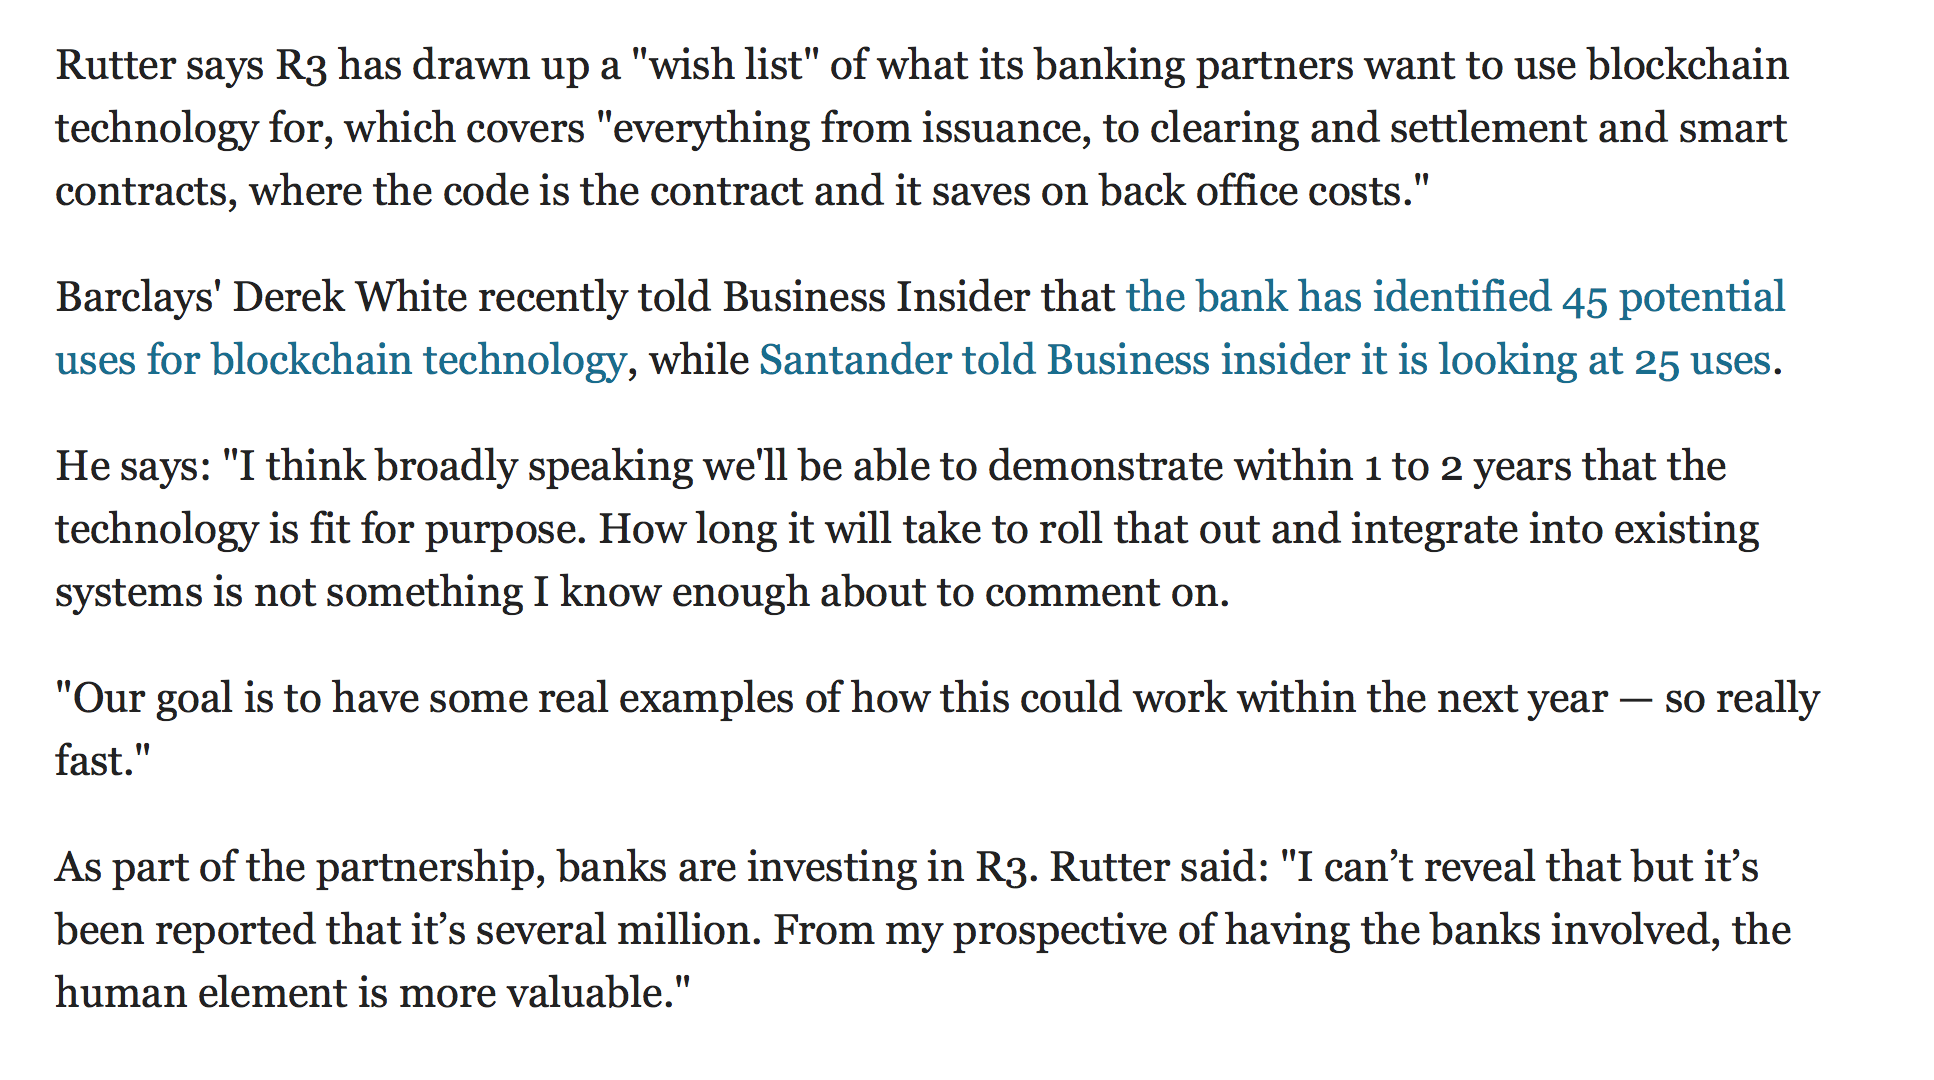 Rutter says R3 has drawn up a "wish list" of what its banking partners want to use blockchain
technology for, which covers "everything from issuance, to clearing and settlement and smart
contracts, where the code is the contract and it saves on back office costs."
Barclays' Derek White recently told Business Insider that the bank has identified 45 potential
uses for blockchain technology, while Santander told Business insider it is looking at 25 uses.
He says: "I think broadly speaking we'll be able to demonstrate within 1 to 2 years that the
technology is fit for purpose. How long it will take to roll that out and integrate into existing
systems is not something I know enough about to comment on.
"Our goal is to have some real examples of how this could work within the next year — so really
fast."
As part of the partnership, banks are investing in R3. Rutter said: "I can’t reveal that but it’s
been reported that it’s several million. From my prospective of having the banks involved, the
human element is more valuable."